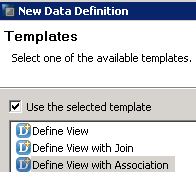 New Data Definition
Templates
Select one of the available templates.
Use the selected template
Define View
Define View with Join
Define View with Association